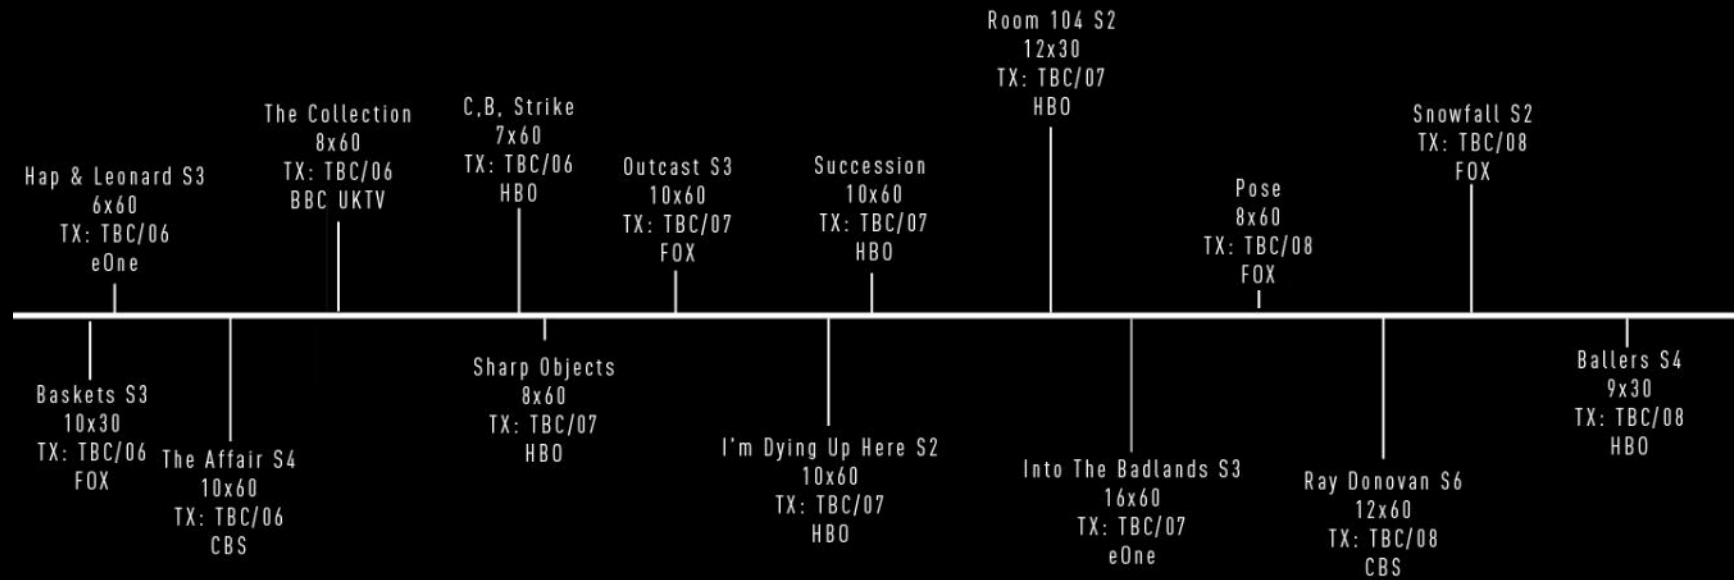 Hap & Leonard S3
6x60
TX: TBC/06
eOne
Baskets S3
10x30
TX: TBC/06
FOX
The Affair S4
10x60
TX: TBC/06
CBS
The Collection
8x60
TX: TBC/06
BBC UKTV
C,B, Strike
7x60
TX: TBC/06
HBO
Sharp Objects
8x60
TX: TBC/07
HBO
Outcast S3
10x60
TX: TBC/07
FOX
I'm Dying Up Here S2
10x60
TX: TBC/07
HBO
Succession
10x60
TX: TBC/07
HBO
Room 104 S2
12x30
TX: TBC/07
HBO
Into The Badlands S3
16x60
TX: TBC/07
eOne
Pose
8x60
TX: TBC/08
FOX
Ray Donovan S6
12x60
TX: TBC/08
CBS
Snowfall S2
TX: TBC/08
FOX
Ballers S4
9x30
TX: TBC/08
HBO